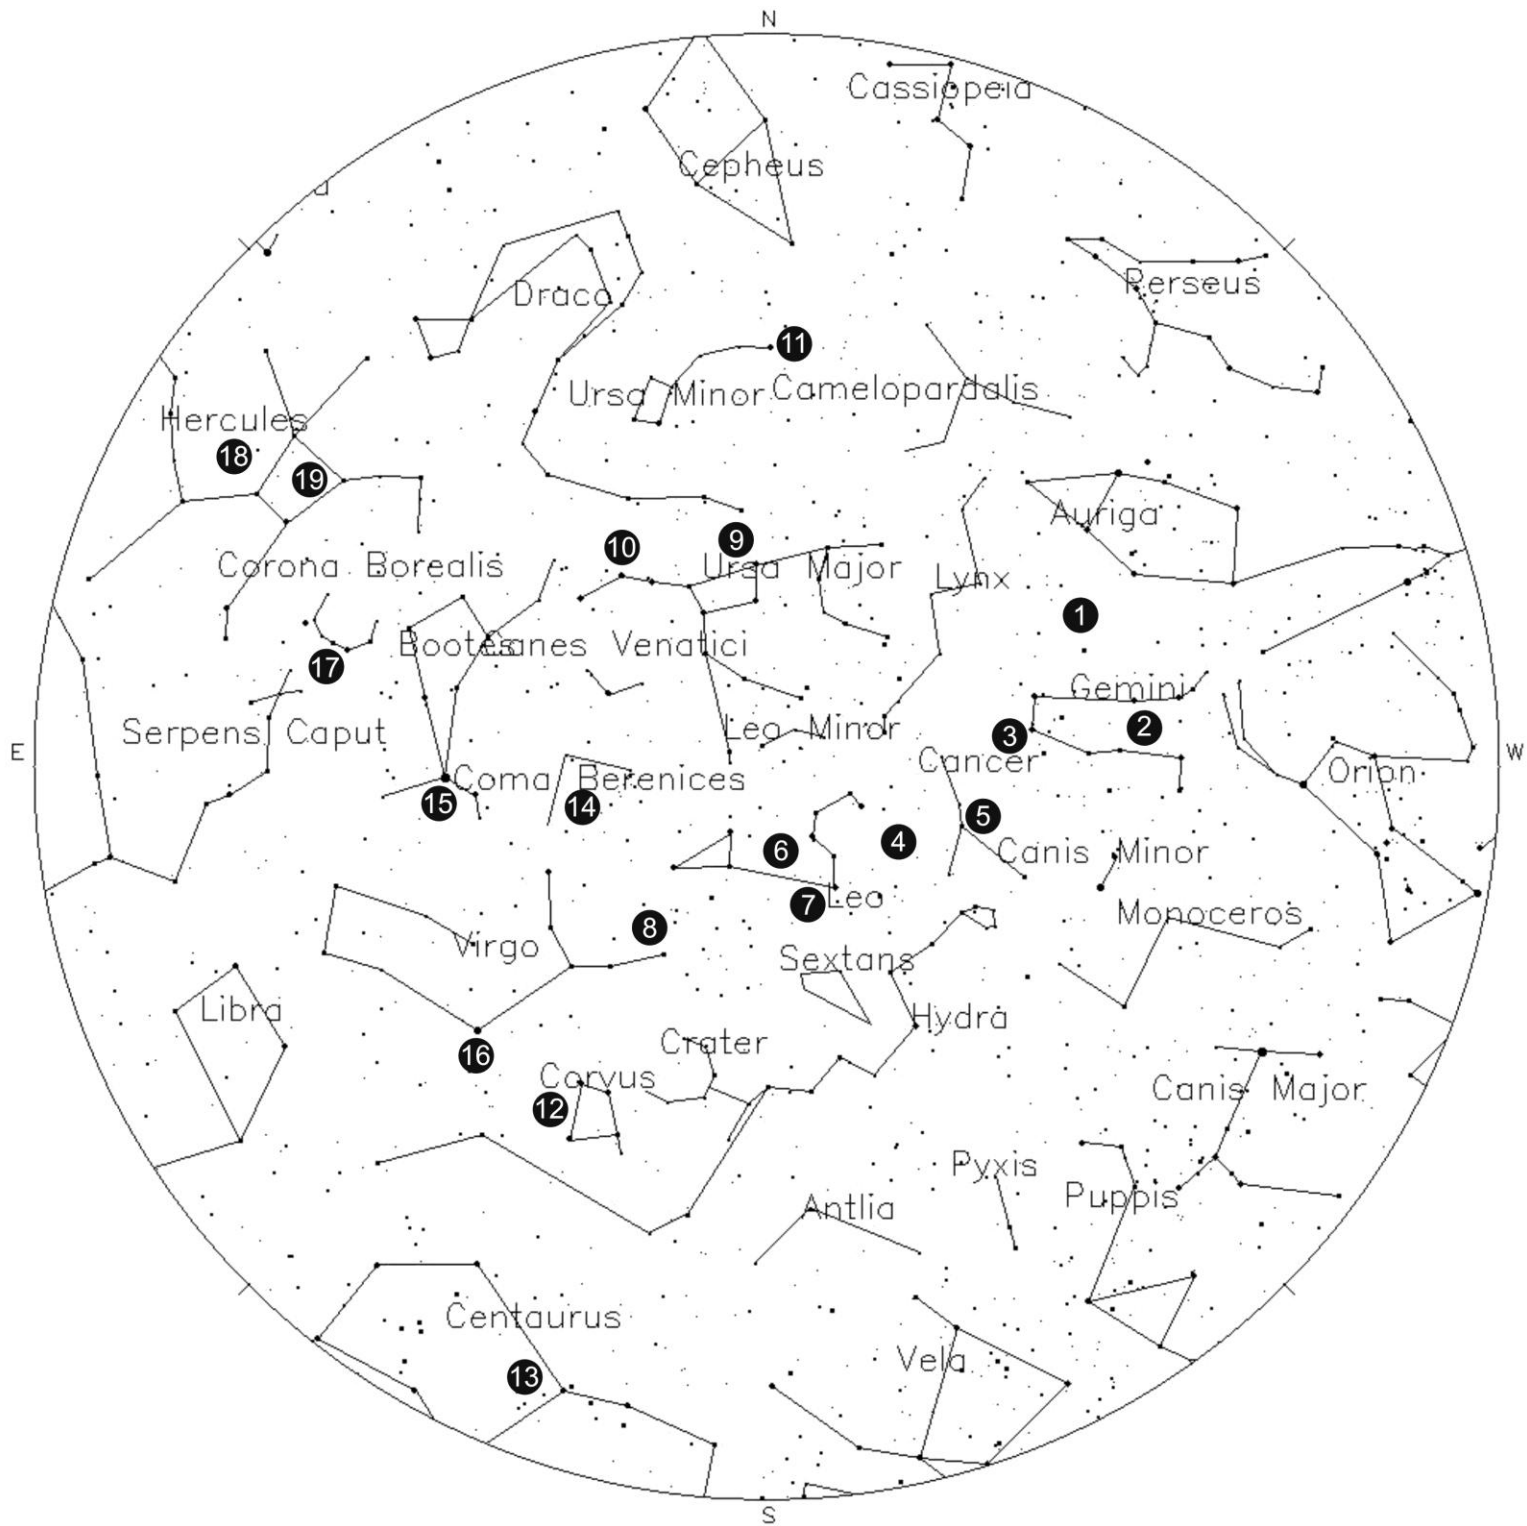 N
Cassiopeia
Cepheus
a
Draco
Perseus
11
Ursa Minor
Camelopardalis
Hercules
18
19
Auriga
10
9
Corona Borealis
Ursa Major
Lynx
1
Bootes
Canes Venatici
17
Gemini
Serpens Caput
Leo Minor
3
2
E
W
Cancer
Orion
Coma Berenices
15
14
5
4
6
Canis Minor
7
Leo
Monoceros
8
Virgo
Sextans
Libra
Hydra
16
Crater
Corvus
12
Canis Major
Pyxis
Puppis
Antlia
Centaurus
Vela
13
S